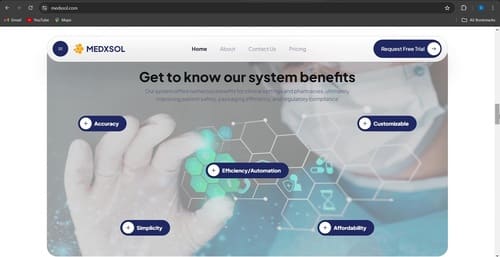 medxsol.com
Gmail
YouTube
Maps
All Bookmarks
MEDXSOL
Home
About
Contact Us
Pricing
Request Free Trial
Get to know our system benefits
Our system offers numerous benefits for clinical settings and pharmacies, ultimately
improving patient safety, packaging efficiency, and regulatory compliance.
Accuracy
Customizable
Efficiency/Automation
Simplicity
Affordability